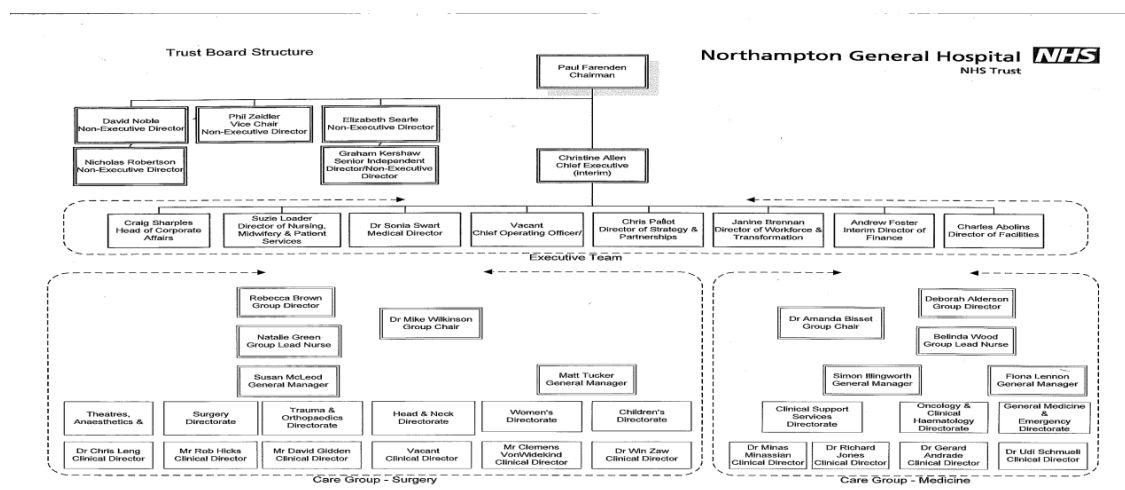 Trust Board Structure
Northampton General Hospital NHS
NHS Trust
Paul Farenden
Chairman
David Noble
Non-Executive Director
Phil Zeidler
Vice Chair
Non-Executive Director
Elizabeth Searle
Non-Executive Director
Nicholas Robertson
Non-Executive Director
Graham Kershaw
Senior Independent
Director/Non-Executive
Director
Christine Allen
Chief Executive
(interim)
Craig Sharples
Head of Corporate
Affairs
Suzie Loader
Director of Nursing,
Midwifery & Patient
Services
Dr Sonia Swart
Medical Director
Vacant
Chief Operating Officer/
Chris Pallot
Director of Strategy &
Partnerships
Janine Brennan
Director of Workforce &
Transformation
Andrew Foster
Interim Director of
Finance
Charles Abolins
Director of Facilities
Executive Team
Rebecca Brown
Group Director
Dr Mike Wilkinson
Group Chair
Natalie Green
Group Lead Nurse
Susan McLeod
General Manager
Matt Tucker
General Manager
Theatres,
Anaesthetics &
Surgery
Directorate
Trauma &
Orthopaedics
Directorate
Head & Neck
Directorate
Women's
Directorate
Children's
Directorate
Dr Chris Leng
Clinical Director
Mr Rob Hicks
Clinical Director
Mr David Gidden
Clinical Director
Vacant
Clinical Director
Mr Clemens
VonWidekind
Clinical Director
Dr Win Zaw
Clinical Director
Care Group - Surgery
Deborah Alderson
Group Director
Dr Amanda Bisset
Group Chair
Belinda Wood
Group Lead Nurse
Simon Illingworth
General Manager
Fiona Lennon
General Manager
Clinical Support
Services
Directorate
Oncology &
Clinical
Haematology
Directorate
General Medicine
&
Emergency
Directorate
Dr Minas
Minassian
Clinical Director
Dr Richard
Jones
Clinical Director
Dr Gerard
Andrade
Clinical Director
Dr Udi Schmueli
Clinical Director
Care Group - Medicine